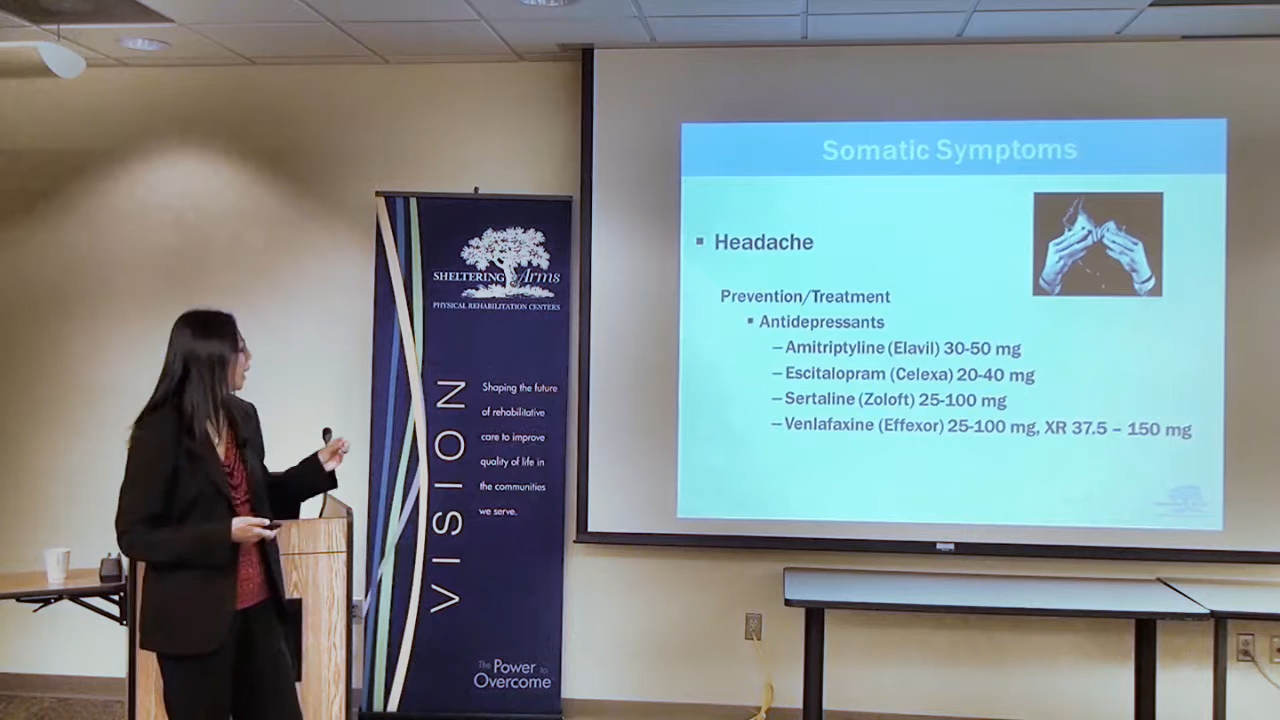 SHELTERING Arms
PHYSICAL REHABILITATION CENTERS
VISION
Shaping the future
of rehabilitative
care to improve
quality of life in
the communities
we serve.
The Power to
Overcome
Somatic Symptoms
▪ Headache
Prevention/Treatment
▪ Antidepressants
– Amitriptyline (Elavil) 30-50 mg
– Escitalopram (Celexa) 20-40 mg
– Sertaline (Zoloft) 25-100 mg
– Venlafaxine (Effexor) 25-100 mg, XR 37.5 – 150 mg